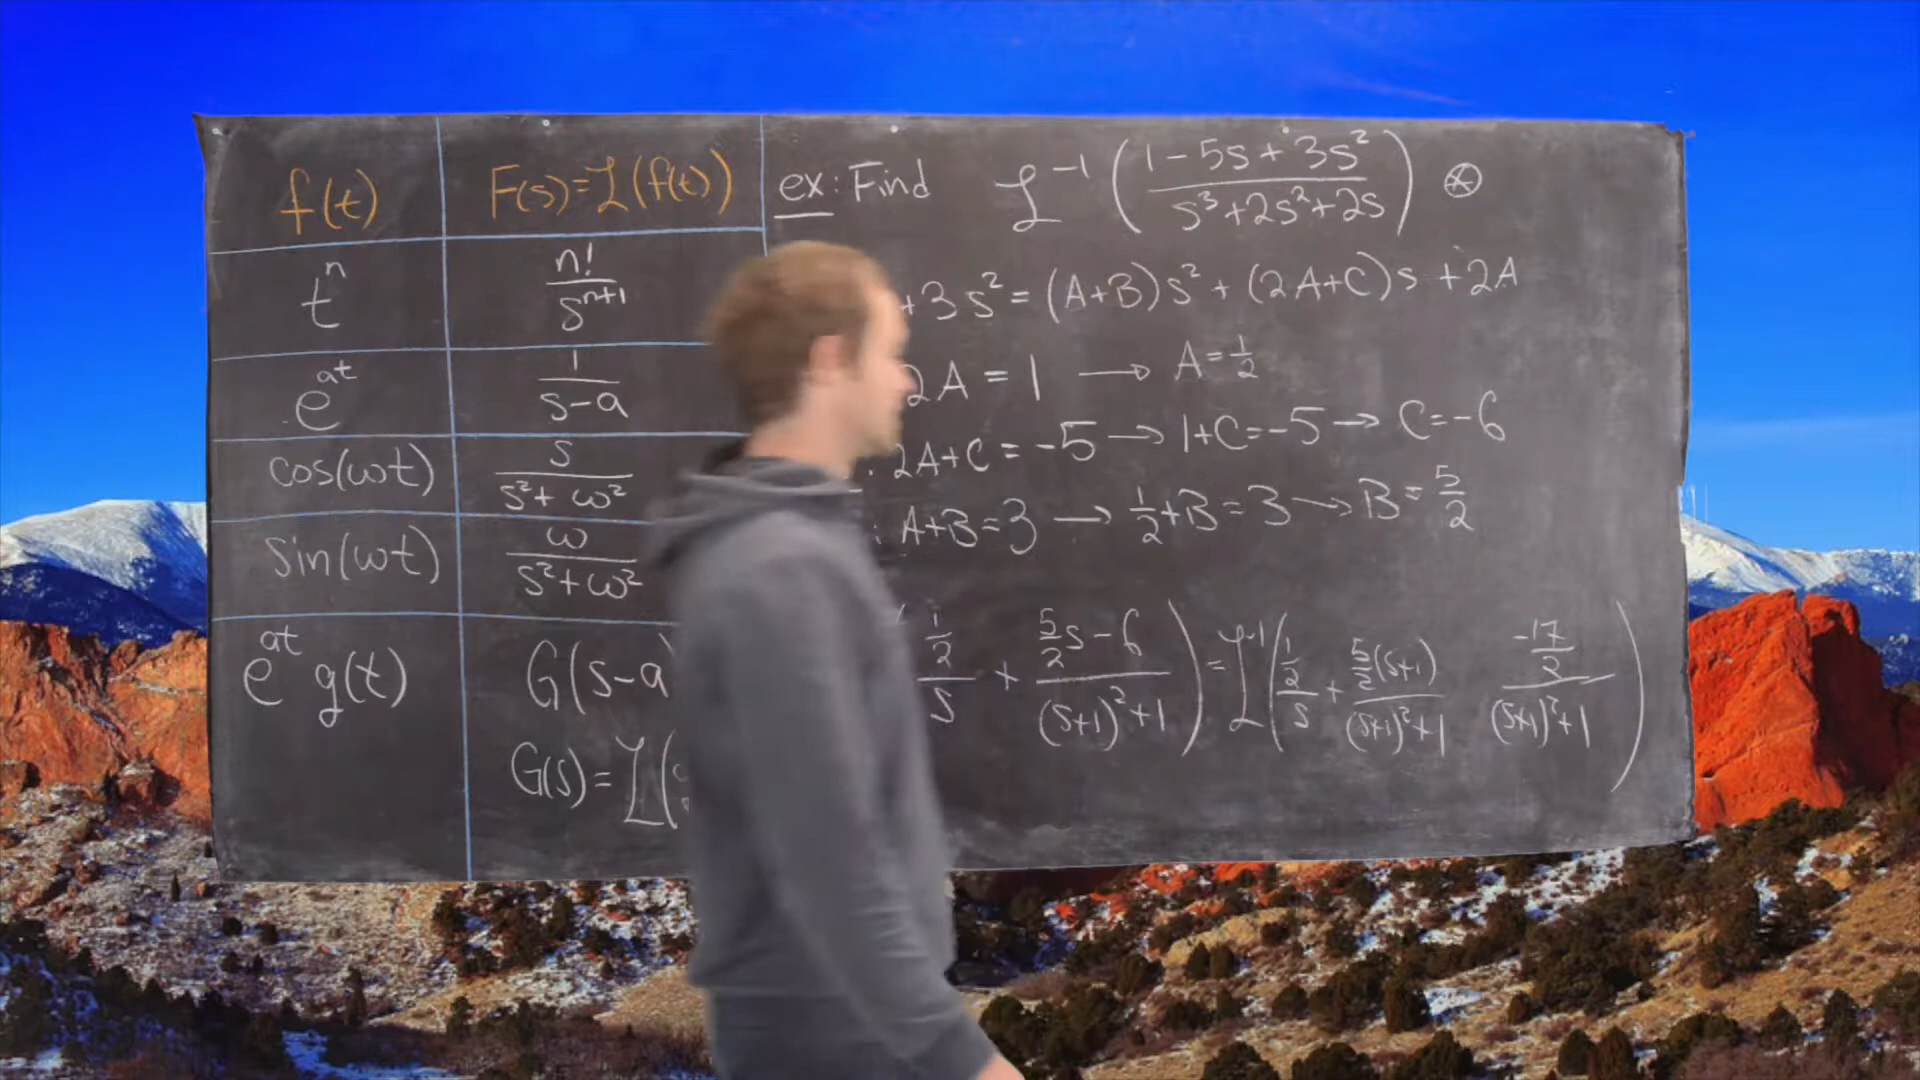 f(t)
F(s)=ℒ(f(t))
tⁿ
n!/sⁿ⁺¹
e^{at}
1/(s-a)
cos(ωt)
s/(s²+ω²)
sin(ωt)
ω/(s²+ω²)
e^{at} g(t)
G(s-a)
G(s)=ℒ(
ex: Find ℒ⁻¹((1-5s+3s²)/(s³+2s²+2s)) ⊛
+3s²=(A+B)s²+(2A+C)s+2A
2A=1 → A=1/2
: 2A+C=-5 → 1+C=-5 → C=-6
: A+B=3 → 1/2+B=3 → B=5/2
(1/2)/s + (5/2 s-6)/((s+1)²+1)) = ℒ⁻¹((1/2)/s + (5/2(s+1))/((s+1)²+1) (-17/2)/((s+1)²+1))